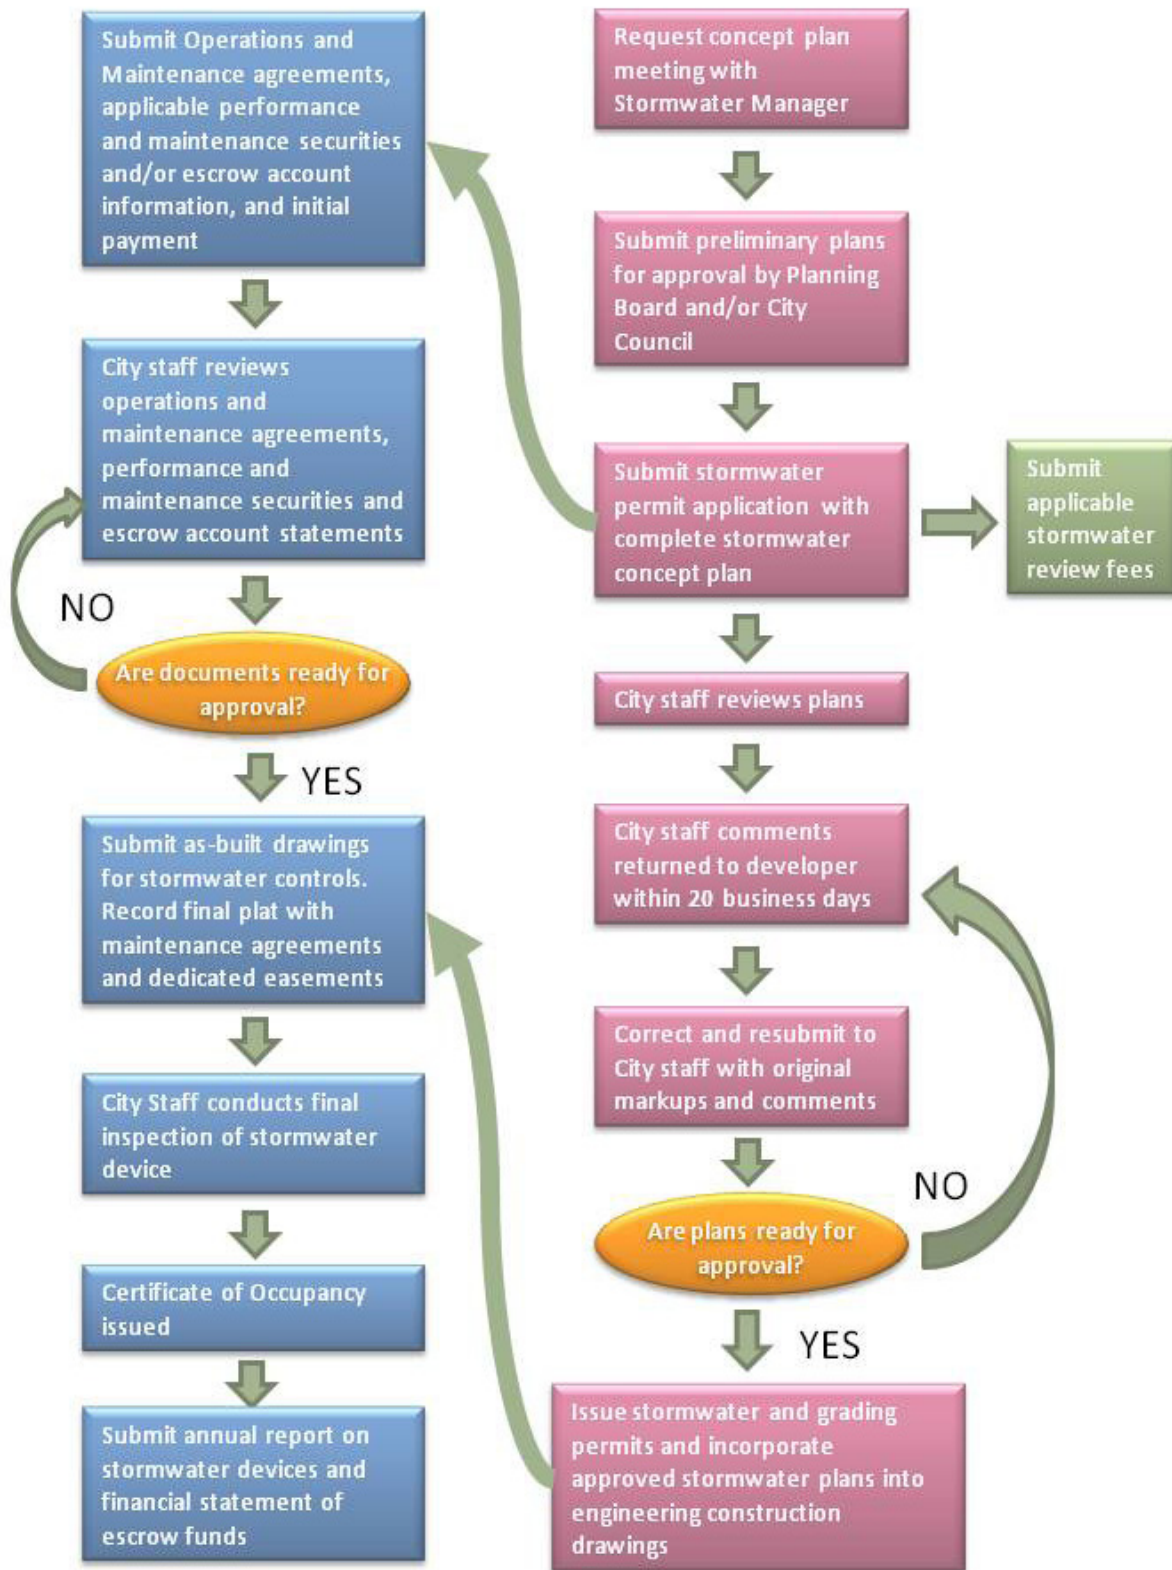 Submit Operations and
Maintenance agreements,
applicable performance
and maintenance securities
and/or escrow account
information, and initial
payment
City staff reviews
operations and
maintenance agreements,
performance and
maintenance securities and
escrow account statements
NO
Are documents ready for
approval?
YES
Submit as-built drawings
for stormwater controls.
Record final plat with
maintenance agreements
and dedicated easements
City Staff conducts final
inspection of stormwater
device
Certificate of Occupancy
issued
Submit annual report on
stormwater devices and
financial statement of
escrow funds
Request concept plan
meeting with
Stormwater Manager
Submit preliminary plans
for approval by Planning
Board and/or City
Council
Submit stormwater
permit application with
complete stormwater
concept plan
Submit
applicable
stormwater
review fees
City staff reviews plans
City staff comments
returned to developer
within 20 business days
Correct and resubmit to
City staff with original
markups and comments
NO
Are plans ready for
approval?
YES
Issue stormwater and grading
permits and incorporate
approved stormwater plans into
engineering construction
drawings